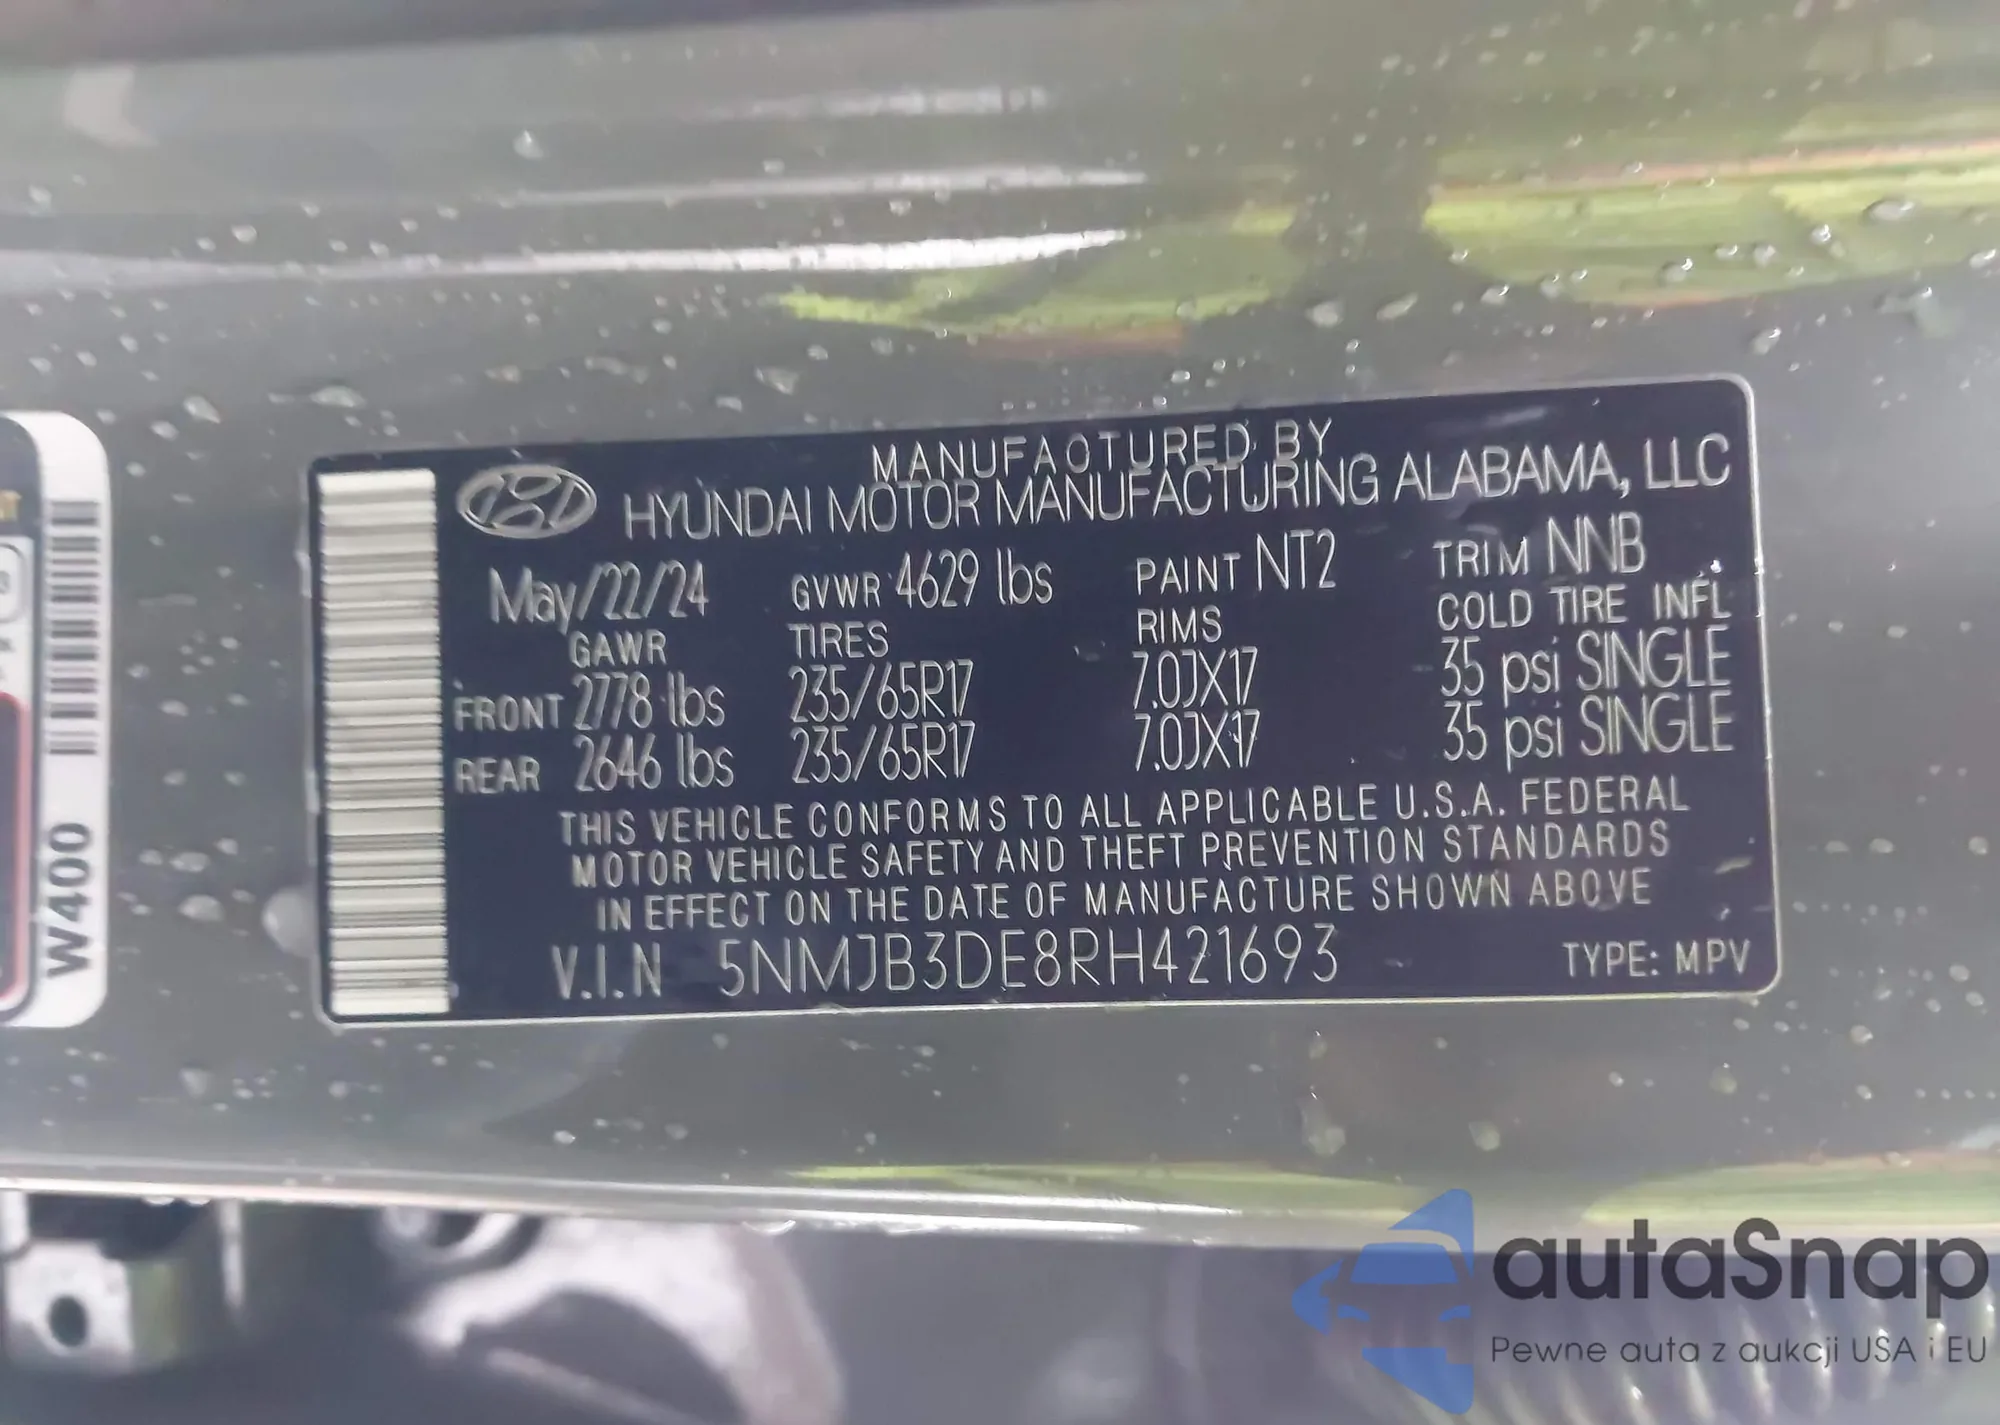 MANUFACTURED BY
HYUNDAI MOTOR MANUFACTURING ALABAMA, LLC
May/22/24 GVWR 4629 lbs PAINT NT2 TRIM NNB
GAWR TIRES RIMS COLD TIRE INFL
FRONT 2778 lbs 235/65R17 7.0JX17 35 psi SINGLE
REAR 2646 lbs 235/65R17 7.0JX17 35 psi SINGLE
THIS VEHICLE CONFORMS TO ALL APPLICABLE U.S.A. FEDERAL
MOTOR VEHICLE SAFETY AND THEFT PREVENTION STANDARDS
IN EFFECT ON THE DATE OF MANUFACTURE SHOWN ABOVE
V.I.N 5NMJB3DE8RH421693 TYPE: MPV
W400
autaSnap
Pewne auta z aukcji USA i EU